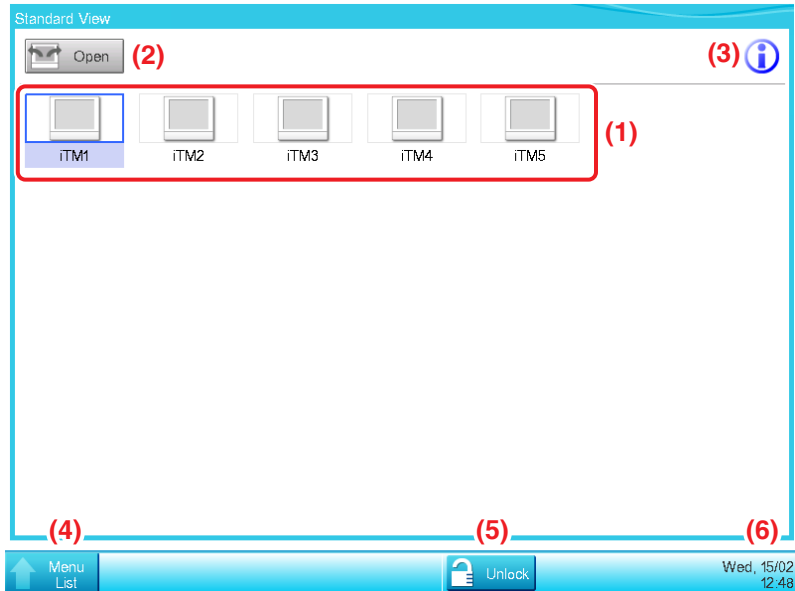 Standard View
Open (2) (3)
(1)
iTM1 iTM2 iTM3 iTM4 iTM5
(4) (5) (6)
Menu
List
Unlock
Wed, 15/02
12:48